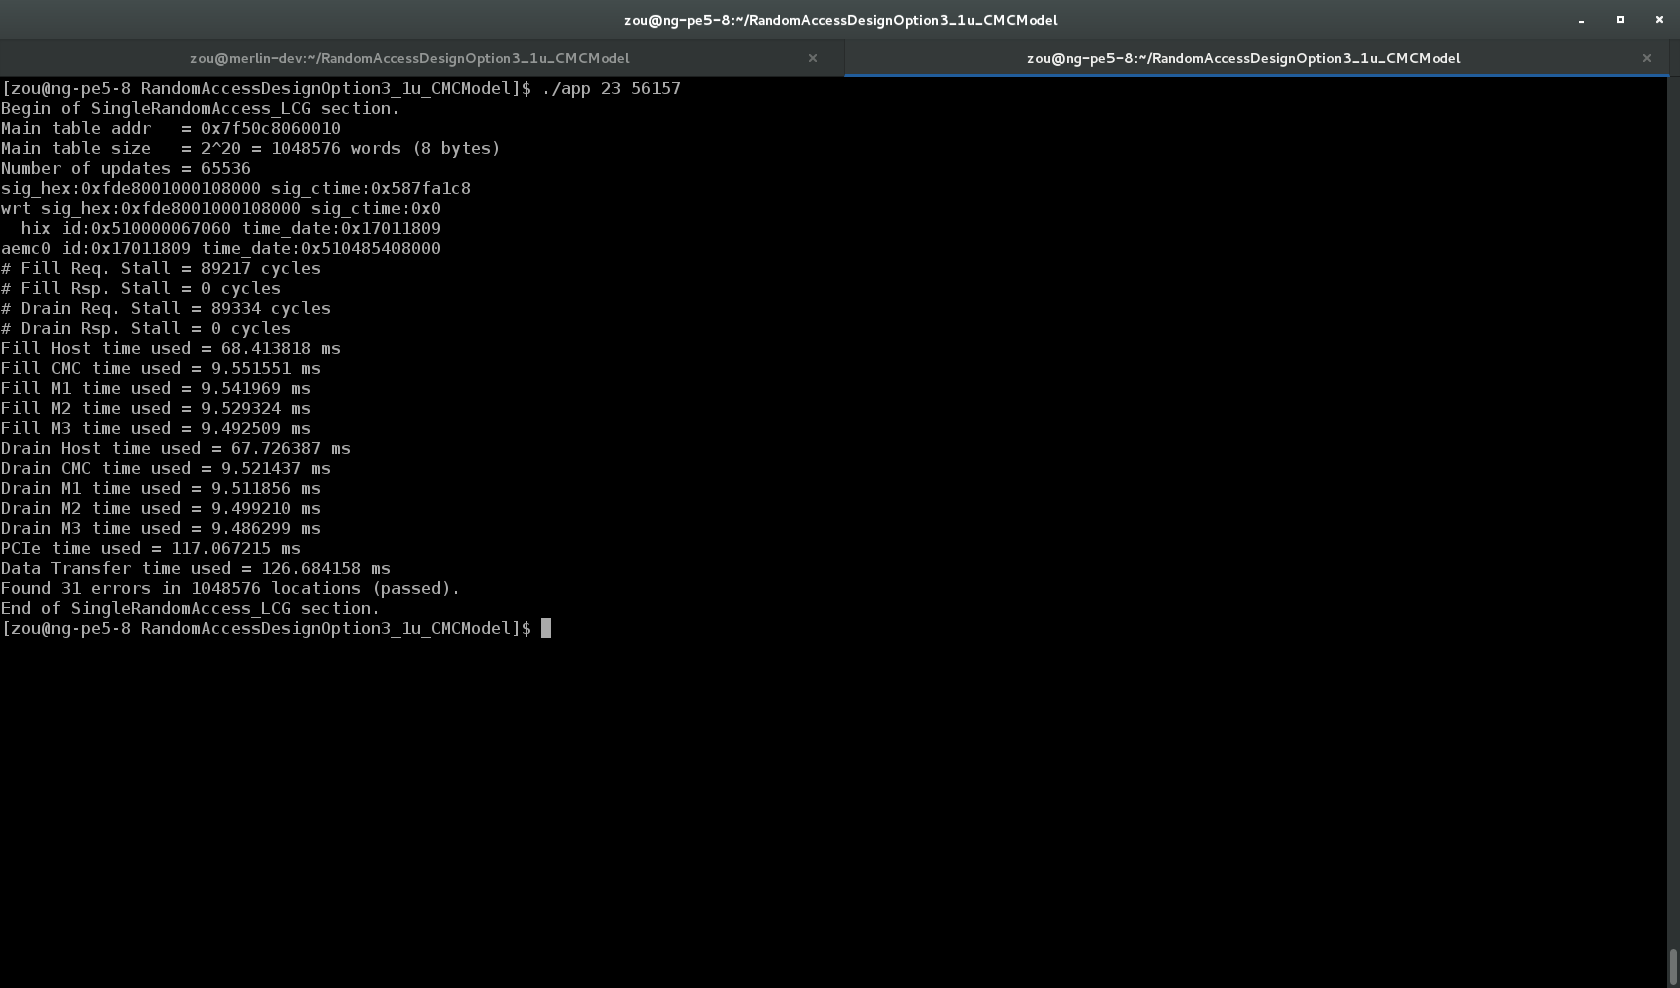 zou@ng-pe5-8:~/RandomAccessDesignOption3_1u_CMCModel
zou@merlin-dev:~/RandomAccessDesignOption3_1u_CMCModel
zou@ng-pe5-8:~/RandomAccessDesignOption3_1u_CMCModel
[zou@ng-pe5-8 RandomAccessDesignOption3_1u_CMCModel]$ ./app 23 56157
Begin of SingleRandomAccess_LCG section.
Main table addr   = 0x7f50c8060010
Main table size   = 2^20 = 1048576 words (8 bytes)
Number of updates = 65536
sig_hex:0xfde8001000108000 sig_ctime:0x587fa1c8
wrt sig_hex:0xfde8001000108000 sig_ctime:0x0
  hix id:0x510000067060 time_date:0x17011809
aemc0 id:0x17011809 time_date:0x510485408000
# Fill Req. Stall = 89217 cycles
# Fill Rsp. Stall = 0 cycles
# Drain Req. Stall = 89334 cycles
# Drain Rsp. Stall = 0 cycles
Fill Host time used = 68.413818 ms
Fill CMC time used = 9.551551 ms
Fill M1 time used = 9.541969 ms
Fill M2 time used = 9.529324 ms
Fill M3 time used = 9.492509 ms
Drain Host time used = 67.726387 ms
Drain CMC time used = 9.521437 ms
Drain M1 time used = 9.511856 ms
Drain M2 time used = 9.499210 ms
Drain M3 time used = 9.486299 ms
PCIe time used = 117.067215 ms
Data Transfer time used = 126.684158 ms
Found 31 errors in 1048576 locations (passed).
End of SingleRandomAccess_LCG section.
[zou@ng-pe5-8 RandomAccessDesignOption3_1u_CMCModel]$